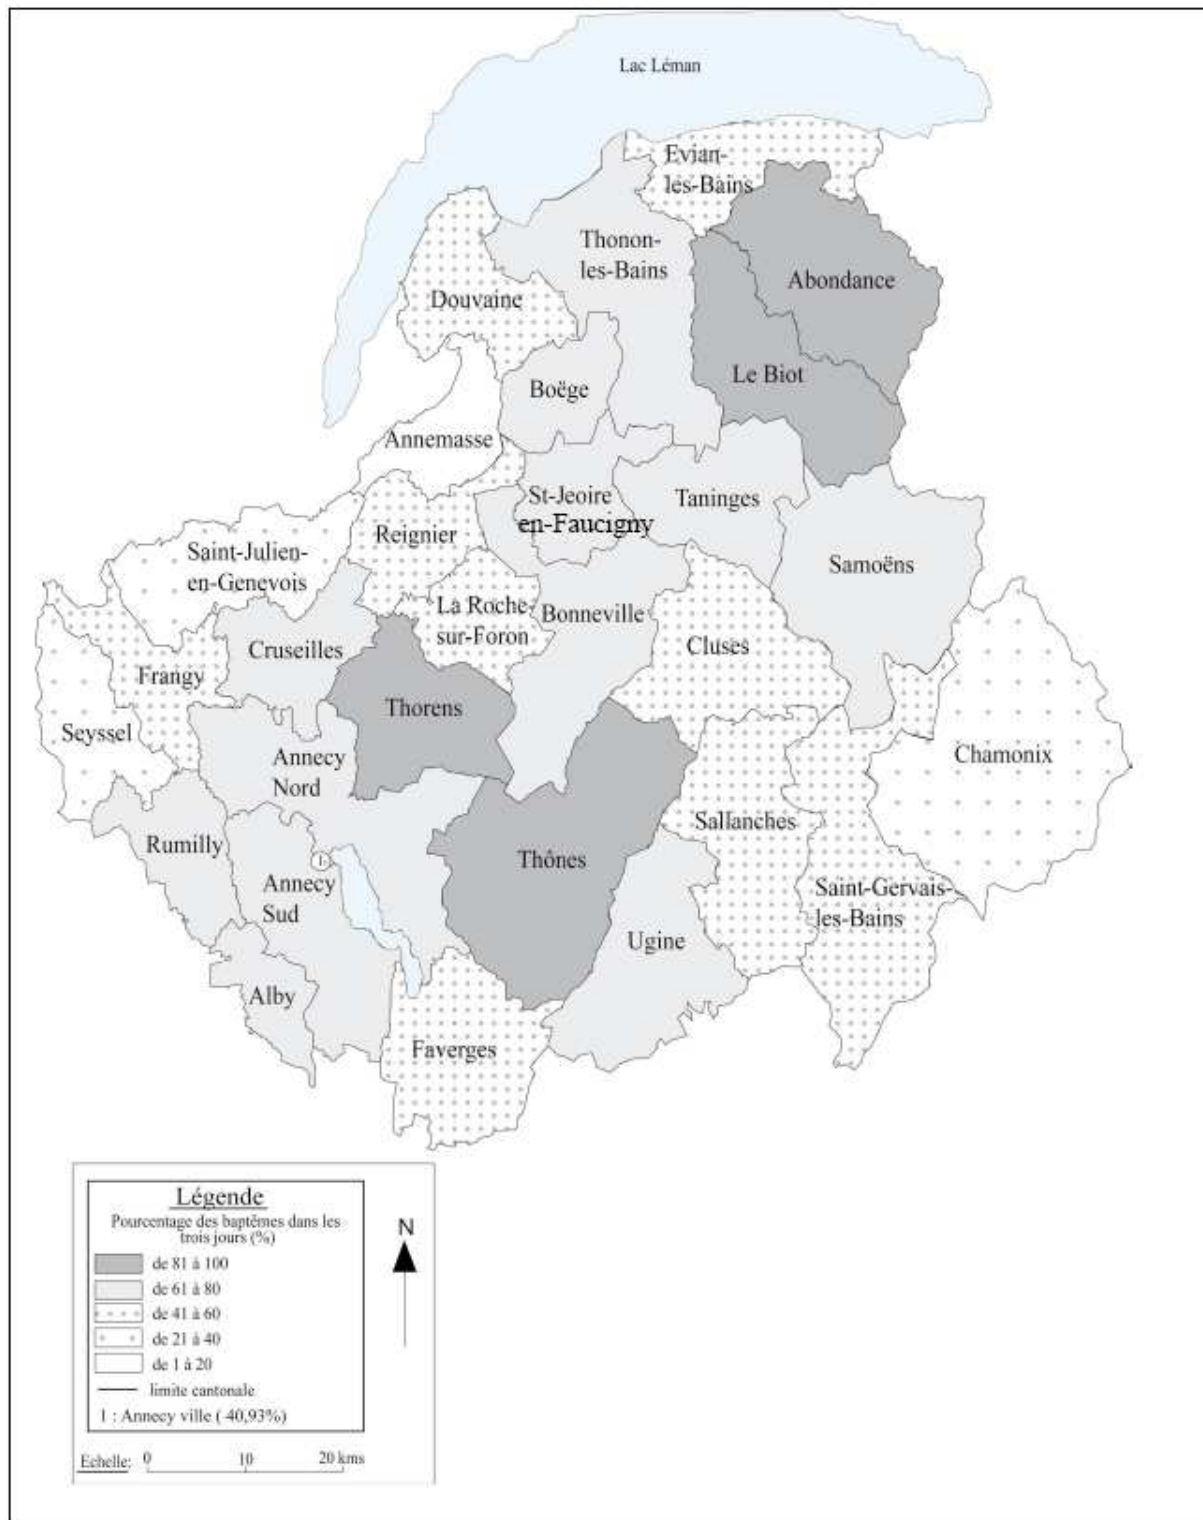 Lac Léman
Evian-
les-Bains
Thonon-
les-Bains
Abondance
Douvaine
Le Biot
Boëge
Annemasse
St-Jeoire
en-Faucigny
Taninges
Reignier
Saint-Julien-
en-Genevois
Samoëns
La Roche-
sur-Foron
Bonneville
Cluses
Cruseilles
Frangy
Thorens
Seyssel
Annecy
Nord
Chamonix
Sallanches
Rumilly
Thônes
1
Annecy
Sud
Saint-Gervais-
les-Bains
Ugine
Alby
Faverges
Légende
Pourcentage des baptêmes dans les
trois jours (%)
de 81 à 100
de 61 à 80
de 41 à 60
de 21 à 40
de 1 à 20
limite cantonale
1 : Annecy ville ( 40,93%)
N
Echelle: 0 10 20 kms